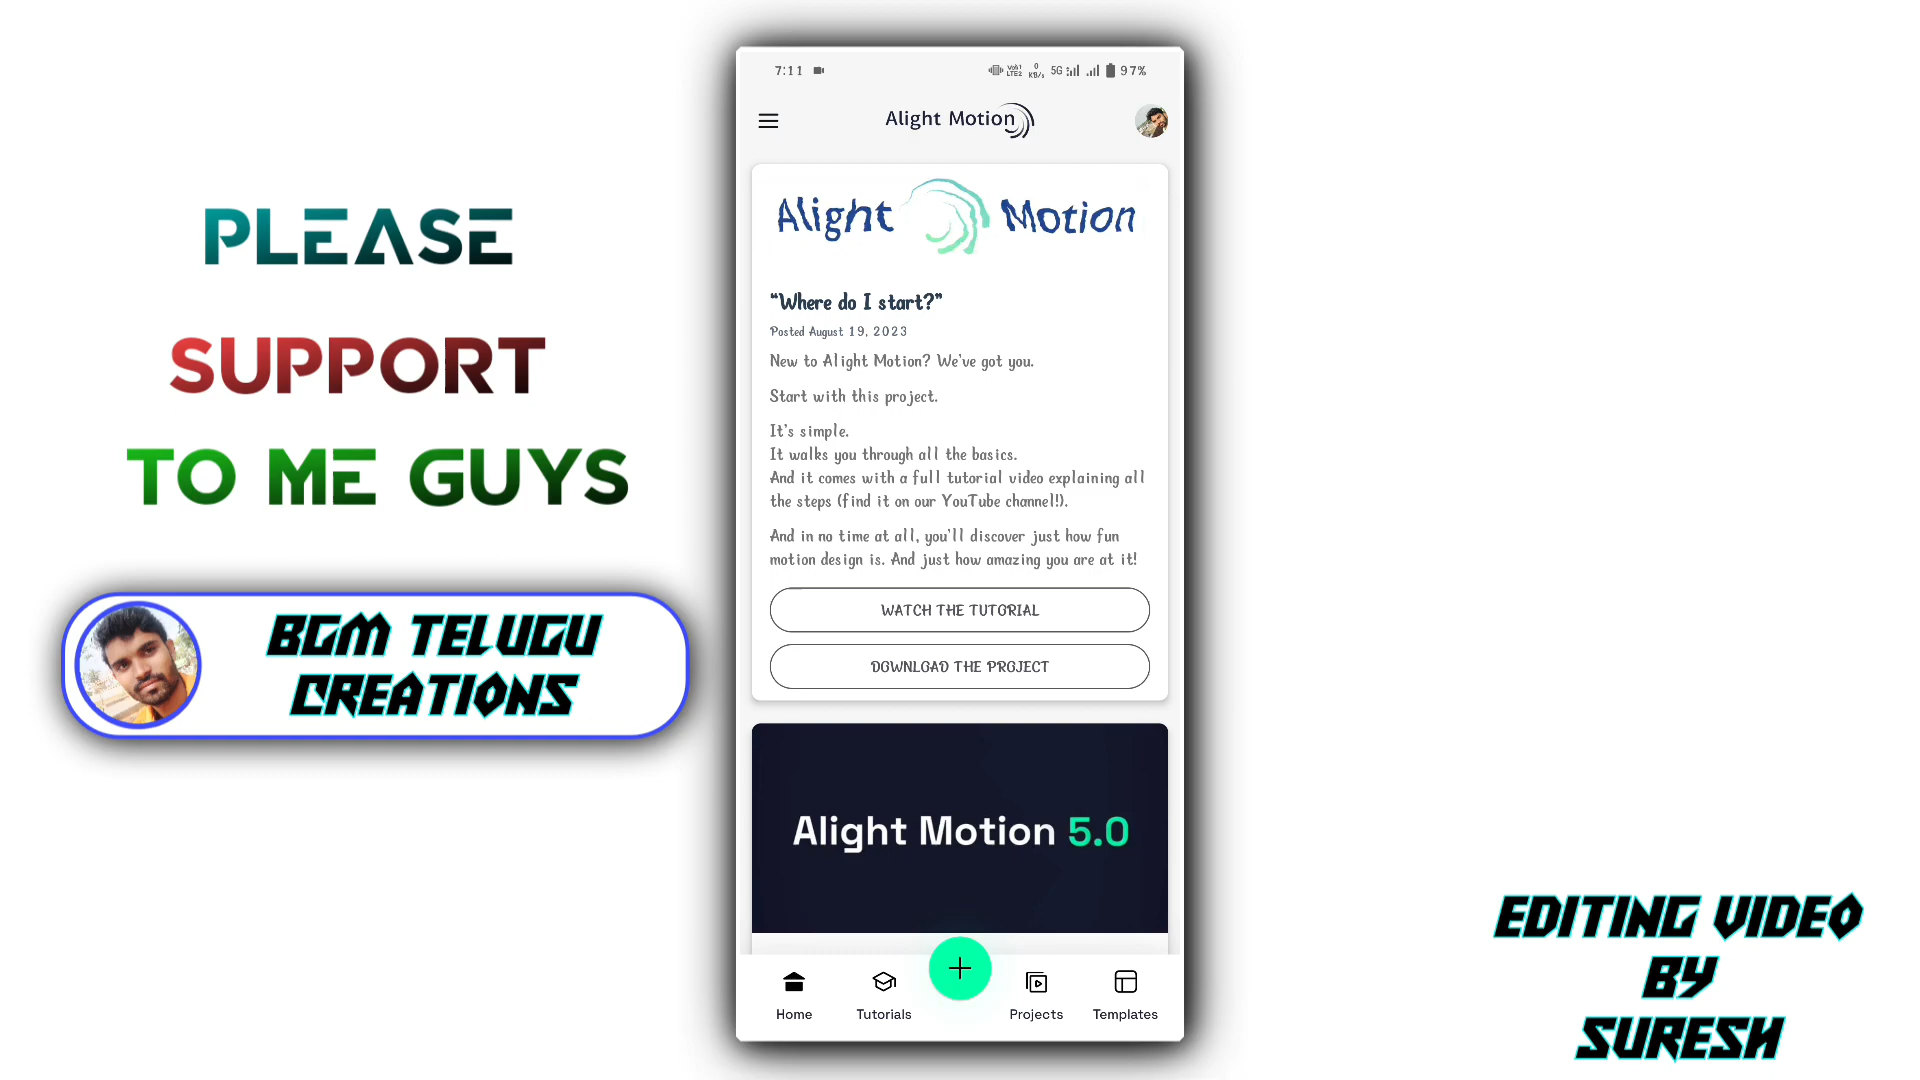 PLEASE
SUPPORT
TO ME GUYS
BGM TELUGU
CREATIONS
7:11
Vo1
LTE2
0
KB/s
5G
97%
Alight Motion
Alight Motion
“Where do I start?”
Posted August 19, 2023
New to Alight Motion? We’ve got you.
Start with this project.
It’s simple.
It walks you through all the basics.
And it comes with a full tutorial video explaining all
the steps (find it on our YouTube channel!).
And in no time at all, you’ll discover just how fun
motion design is. And just how amazing you are at it!
WATCH THE TUTORIAL
DOWNLOAD THE PROJECT
Alight Motion 5.0
Home
Tutorials
Projects
Templates
EDITING VIDEO
BY
SURESH